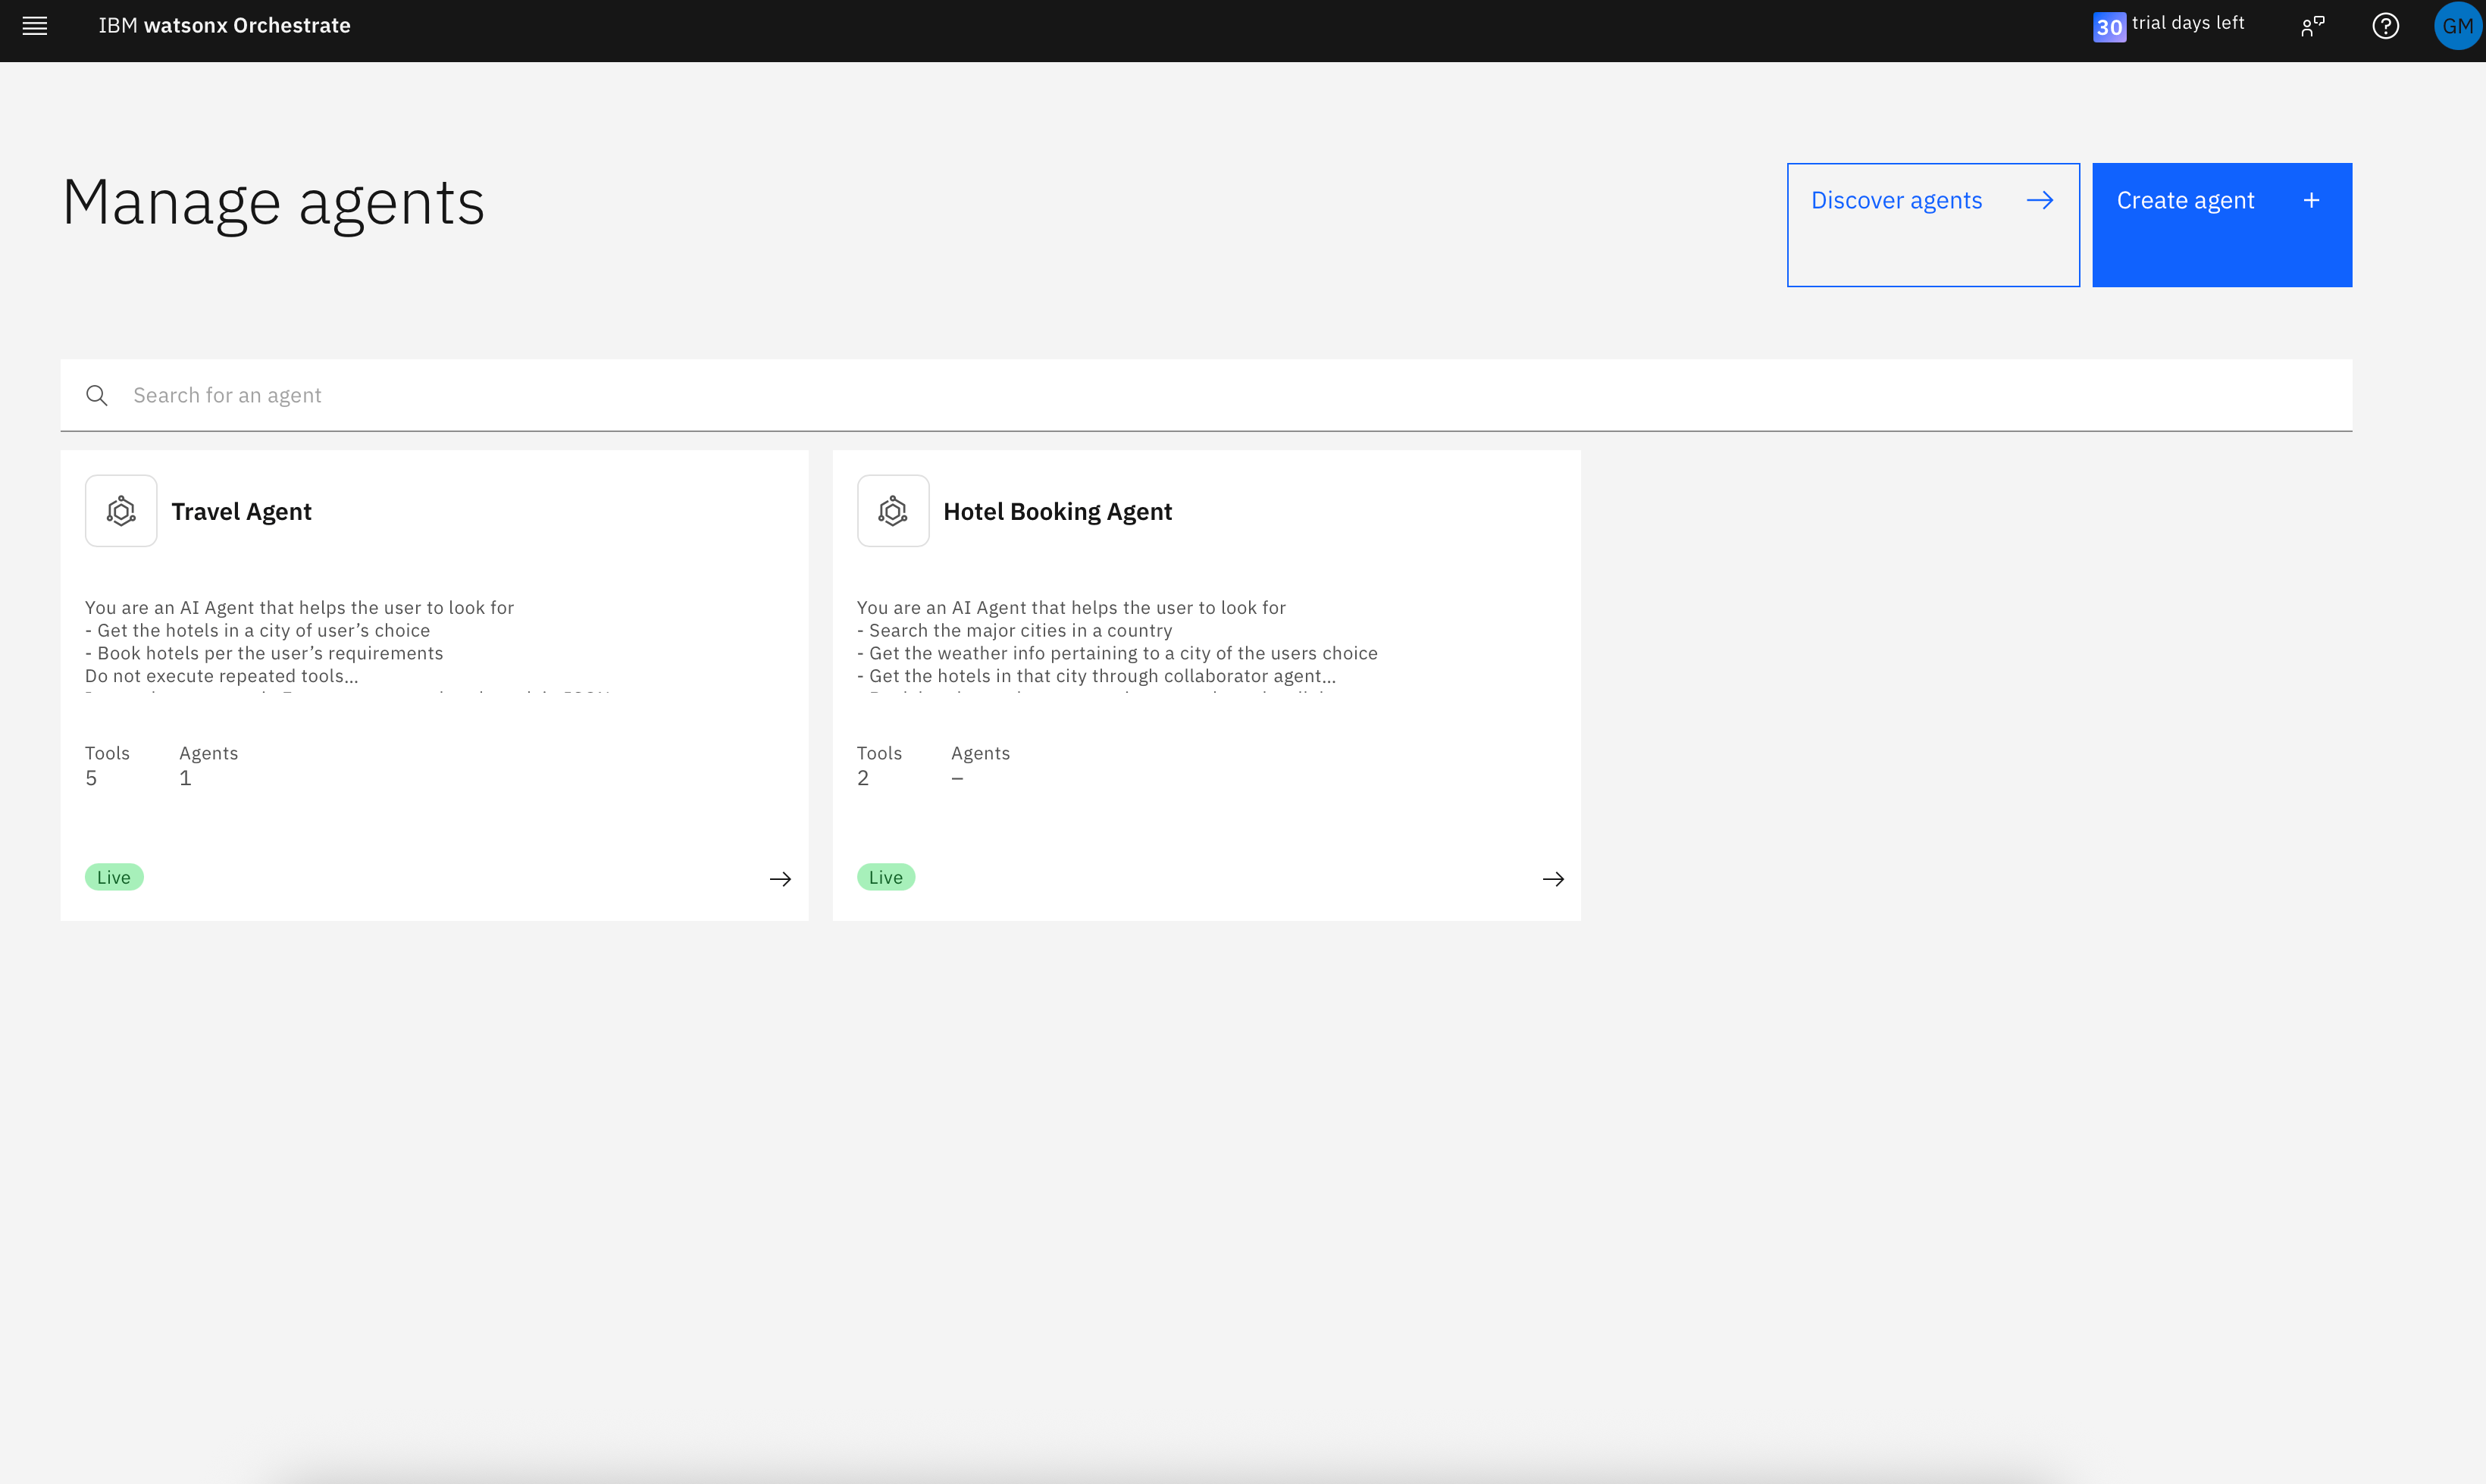 IBM watsonx Orchestrate
30 trial days left
GM
Manage agents
Discover agents
Create agent
Search for an agent
Travel Agent
You are an AI Agent that helps the user to look for
- Get the hotels in a city of user’s choice
- Book hotels per the user’s requirements
Do not execute repeated tools...
Tools
Agents
5
1
Live
Hotel Booking Agent
You are an AI Agent that helps the user to look for
- Search the major cities in a country
- Get the weather info pertaining to a city of the users choice
- Get the hotels in that city through collaborator agent...
Tools
Agents
2
–
Live